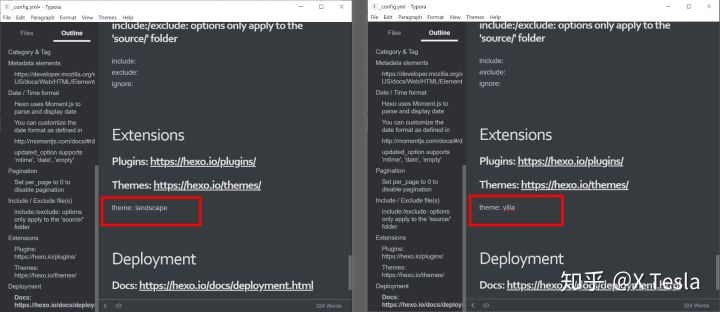 _config.yml• - Typora
File Edit Paragraph Format View Themes Help
Files Outline
Category & Tag
Metadata elements
https://developer.mozilla.org/
US/docs/Web/HTML/Element
Date / Time format
Hexo uses Moment.js to
parse and display date
You can customize the
date format as defined in
http://momentjs.com/docs/#/d
updated_option supports
'mtime', 'date', 'empty'
Pagination
Set per_page to 0 to
disable pagination
Include / Exclude file(s)
include:/exclude: options
only apply to the 'source/'
folder
Extensions
Plugins:
https://hexo.io/plugins/
Themes:
https://hexo.io/themes/
Deployment
Docs:
https://hexo.io/docs/deploy
include:/exclude: options only apply to the
'source/' folder
include:
exclude:
ignore:
Extensions
Plugins: https://hexo.io/plugins/
Themes: https://hexo.io/themes/
theme: landscape
Deployment
Docs: https://hexo.io/docs/deployment.html
</> 324 Words
_config.yml - Typora
File Edit Paragraph Format View Themes Help
Files Outline
Category & Tag
Metadata elements
https://developer.mozilla.org/
US/docs/Web/HTML/Element
Date / Time format
Hexo uses Moment.js to
parse and display date
You can customize the
date format as defined in
http://momentjs.com/docs/#/d
updated_option supports
'mtime', 'date', 'empty'
Pagination
Set per_page to 0 to
disable pagination
Include / Exclude file(s)
include:/exclude: options
only apply to the 'source/'
folder
Extensions
Plugins:
https://hexo.io/plugins/
Themes:
https://hexo.io/themes/
Deployment
Docs:
https://hexo.io/docs/deploy
include:/exclude: options only apply to the
'source/' folder
include:
exclude:
ignore:
Extensions
Plugins: https://hexo.io/plugins/
Themes: https://hexo.io/themes/
theme: yilia
Deployment
Docs: https://hexo.io/docs/deployment.html
</> 324 Words
知乎 @X.Tesla